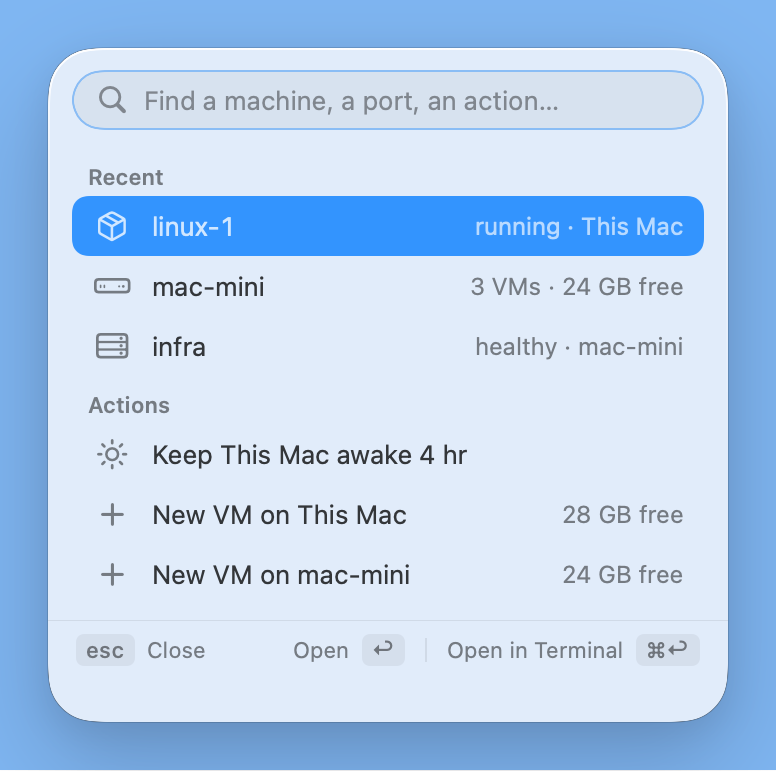 Find a machine, a port, an action...
Recent
linux-1 running · This Mac
mac-mini 3 VMs · 24 GB free
infra healthy · mac-mini
Actions
Keep This Mac awake 4 hr
New VM on This Mac 28 GB free
New VM on mac-mini 24 GB free
esc Close Open ↩ Open in Terminal ⌘↩